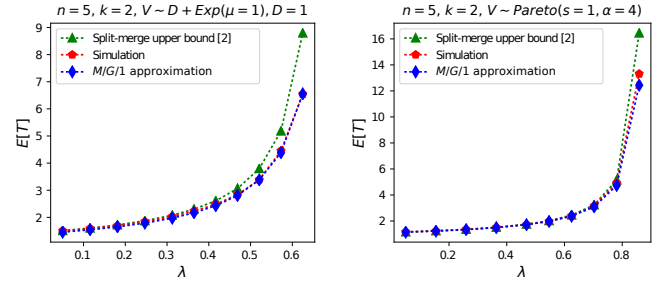 n = 5, k = 2, V ~ D + Exp(μ = 1), D = 1
Split-merge upper bound [2]
Simulation
M/G/1 approximation
E[T]
9
8
7
6
5
4
3
2
0.1 0.2 0.3 0.4 0.5 0.6
λ
n = 5, k = 2, V ~ Pareto(s = 1, α = 4)
Split-merge upper bound [2]
Simulation
M/G/1 approximation
E[T]
16
14
12
10
8
6
4
2
0.2 0.4 0.6 0.8
λ